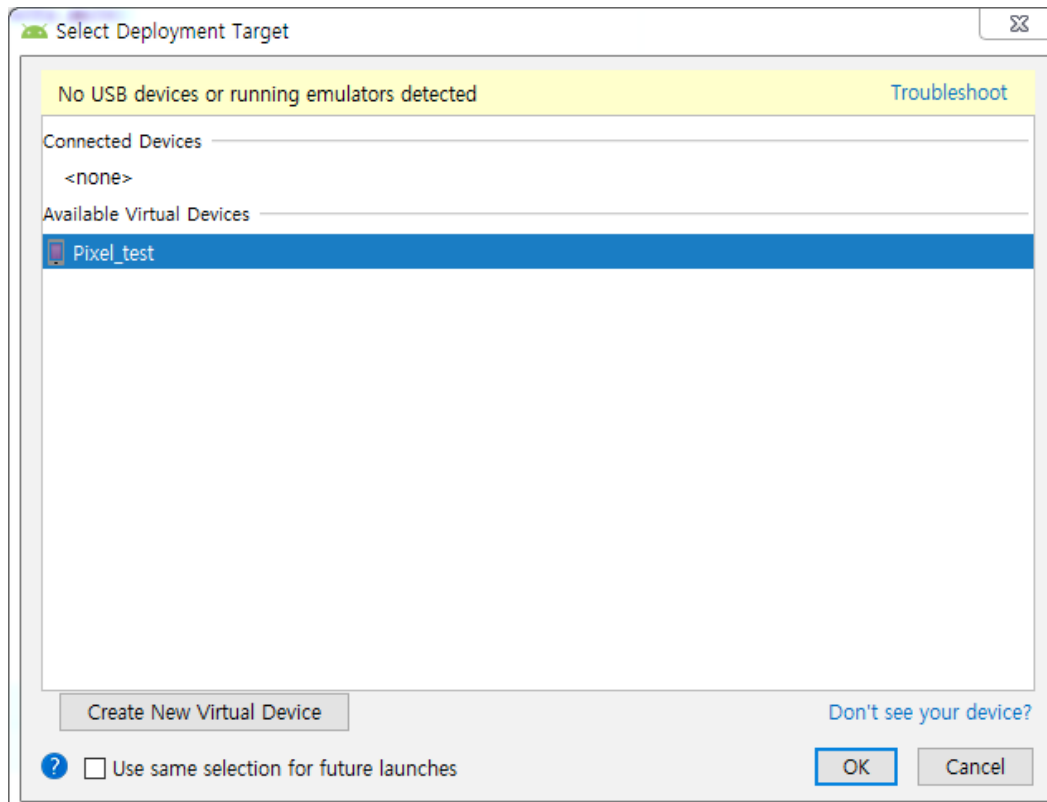 Select Deployment Target
No USB devices or running emulators detected Troubleshoot
Connected Devices
<none>
Available Virtual Devices
Pixel_test
Create New Virtual Device Don't see your device?
? Use same selection for future launches OK Cancel